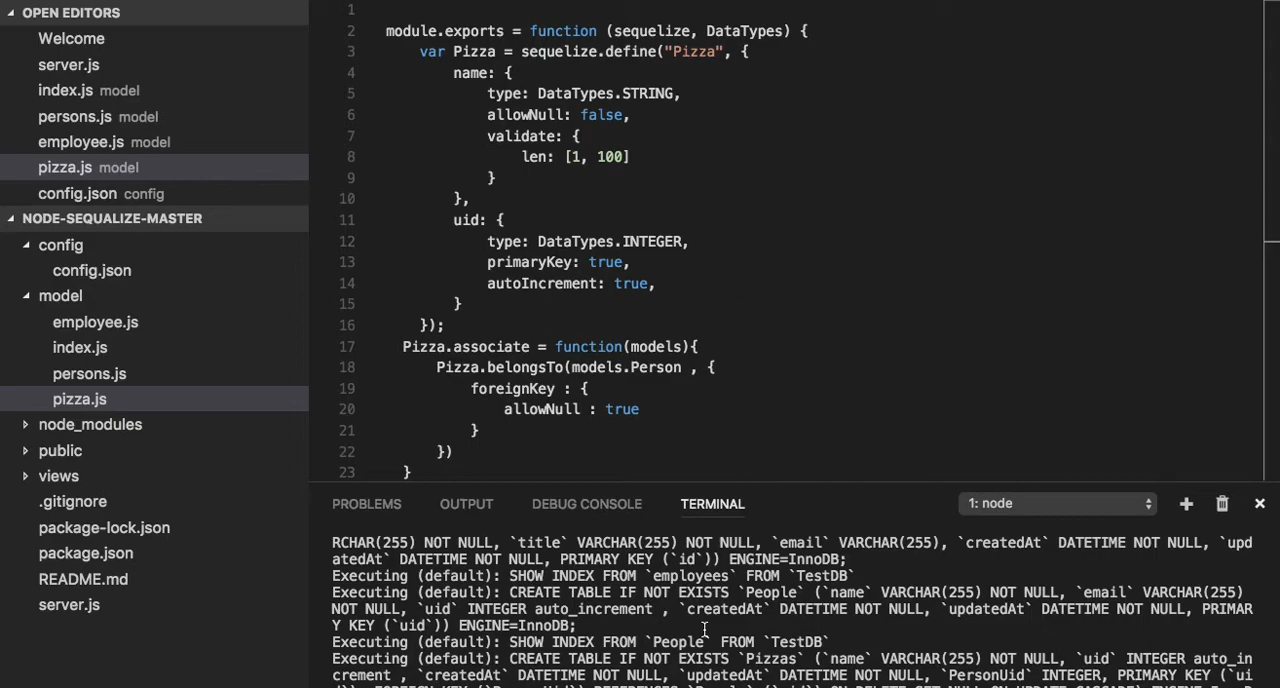 OPEN EDITORS
Welcome
server.js
index.js model
persons.js model
employee.js model
pizza.js model
config.json config
NODE-SEQUALIZE-MASTER
config
config.json
model
employee.js
index.js
persons.js
pizza.js
node_modules
public
views
.gitignore
package-lock.json
package.json
README.md
server.js
1
2 module.exports = function (sequelize, DataTypes) {
3 var Pizza = sequelize.define("Pizza", {
4 name: {
5 type: DataTypes.STRING,
6 allowNull: false,
7 validate: {
8 len: [1, 100]
9 }
10 },
11 uid: {
12 type: DataTypes.INTEGER,
13 primaryKey: true,
14 autoIncrement: true,
15 }
16 });
17 Pizza.associate = function(models){
18 Pizza.belongsTo(models.Person , {
19 foreignKey : {
20 allowNull : true
21 }
22 })
23 }
PROBLEMS OUTPUT DEBUG CONSOLE TERMINAL 1: node
RCHAR(255) NOT NULL, `title` VARCHAR(255) NOT NULL, `email` VARCHAR(255), `createdAt` DATETIME NOT NULL, `upd
atedAt` DATETIME NOT NULL, PRIMARY KEY (`id`)) ENGINE=InnoDB;
Executing (default): SHOW INDEX FROM `employees` FROM `TestDB`
Executing (default): CREATE TABLE IF NOT EXISTS `People` (`name` VARCHAR(255) NOT NULL, `email` VARCHAR(255)
NOT NULL, `uid` INTEGER auto_increment , `createdAt` DATETIME NOT NULL, `updatedAt` DATETIME NOT NULL, PRIMAR
Y KEY (`uid`)) ENGINE=InnoDB;
Executing (default): SHOW INDEX FROM `People` FROM `TestDB`
Executing (default): CREATE TABLE IF NOT EXISTS `Pizzas` (`name` VARCHAR(255) NOT NULL, `uid` INTEGER auto_in
crement , `createdAt` DATETIME NOT NULL, `updatedAt` DATETIME NOT NULL, `PersonUid` INTEGER, PRIMARY KEY (`ui